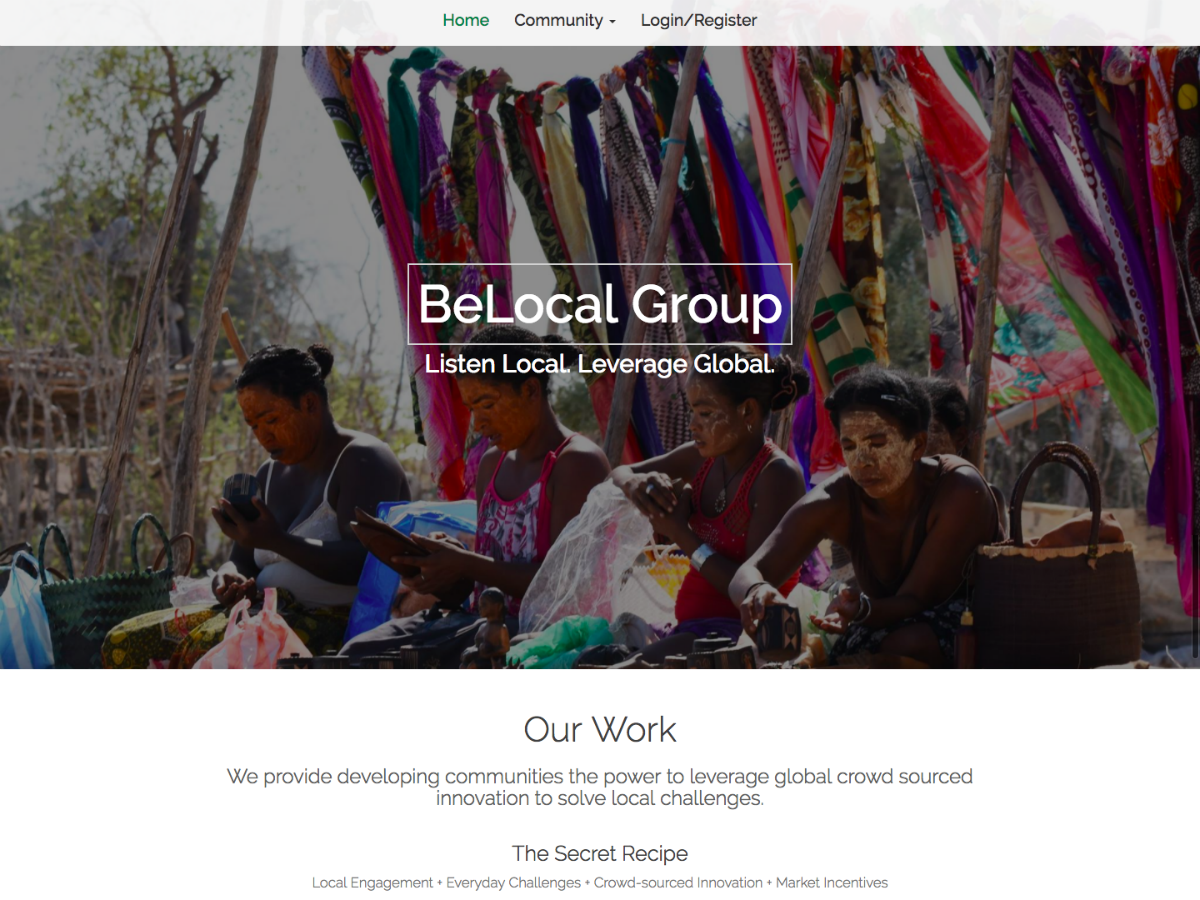 Home Community Login/Register
BeLocal Group
Listen Local. Leverage Global.
Our Work
We provide developing communities the power to leverage global crowd sourced
innovation to solve local challenges.
The Secret Recipe
Local Engagement + Everyday Challenges + Crowd-sourced Innovation + Market Incentives